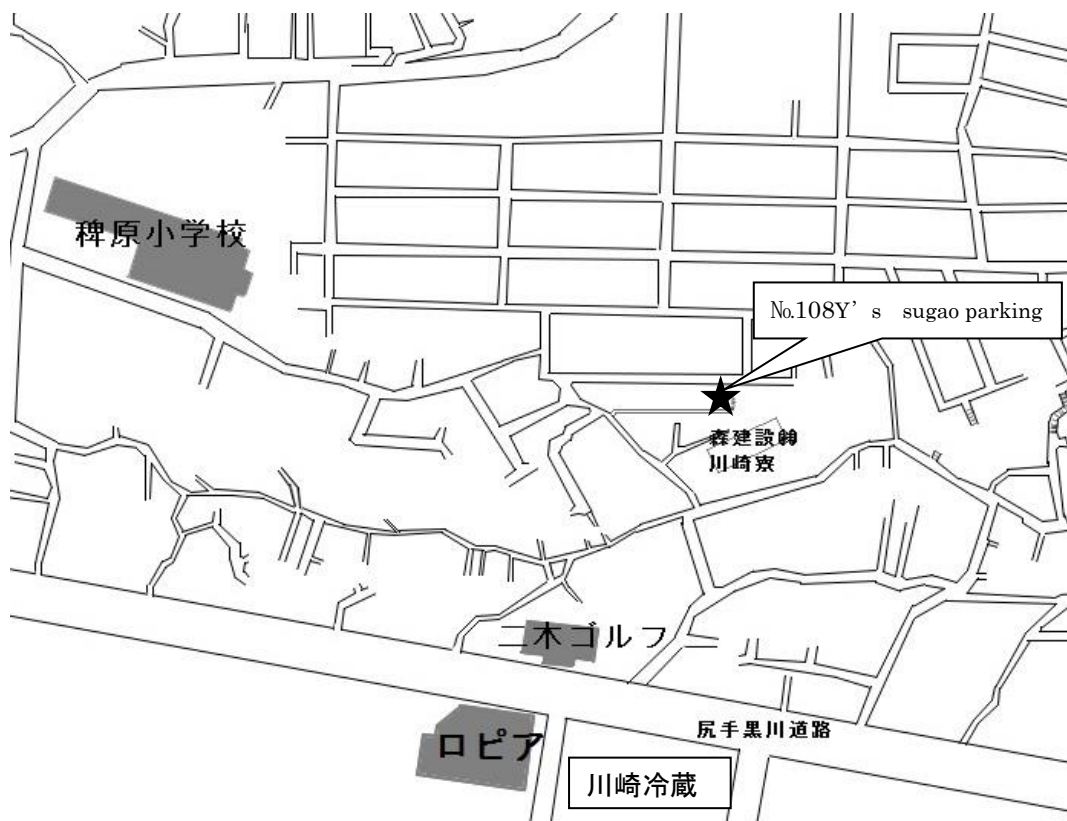 稗原小学校
№108Y’s sugao parking
森建設㈱
川崎寮
二木ゴルフ
尻手黒川道路
ロピア
川崎冷蔵